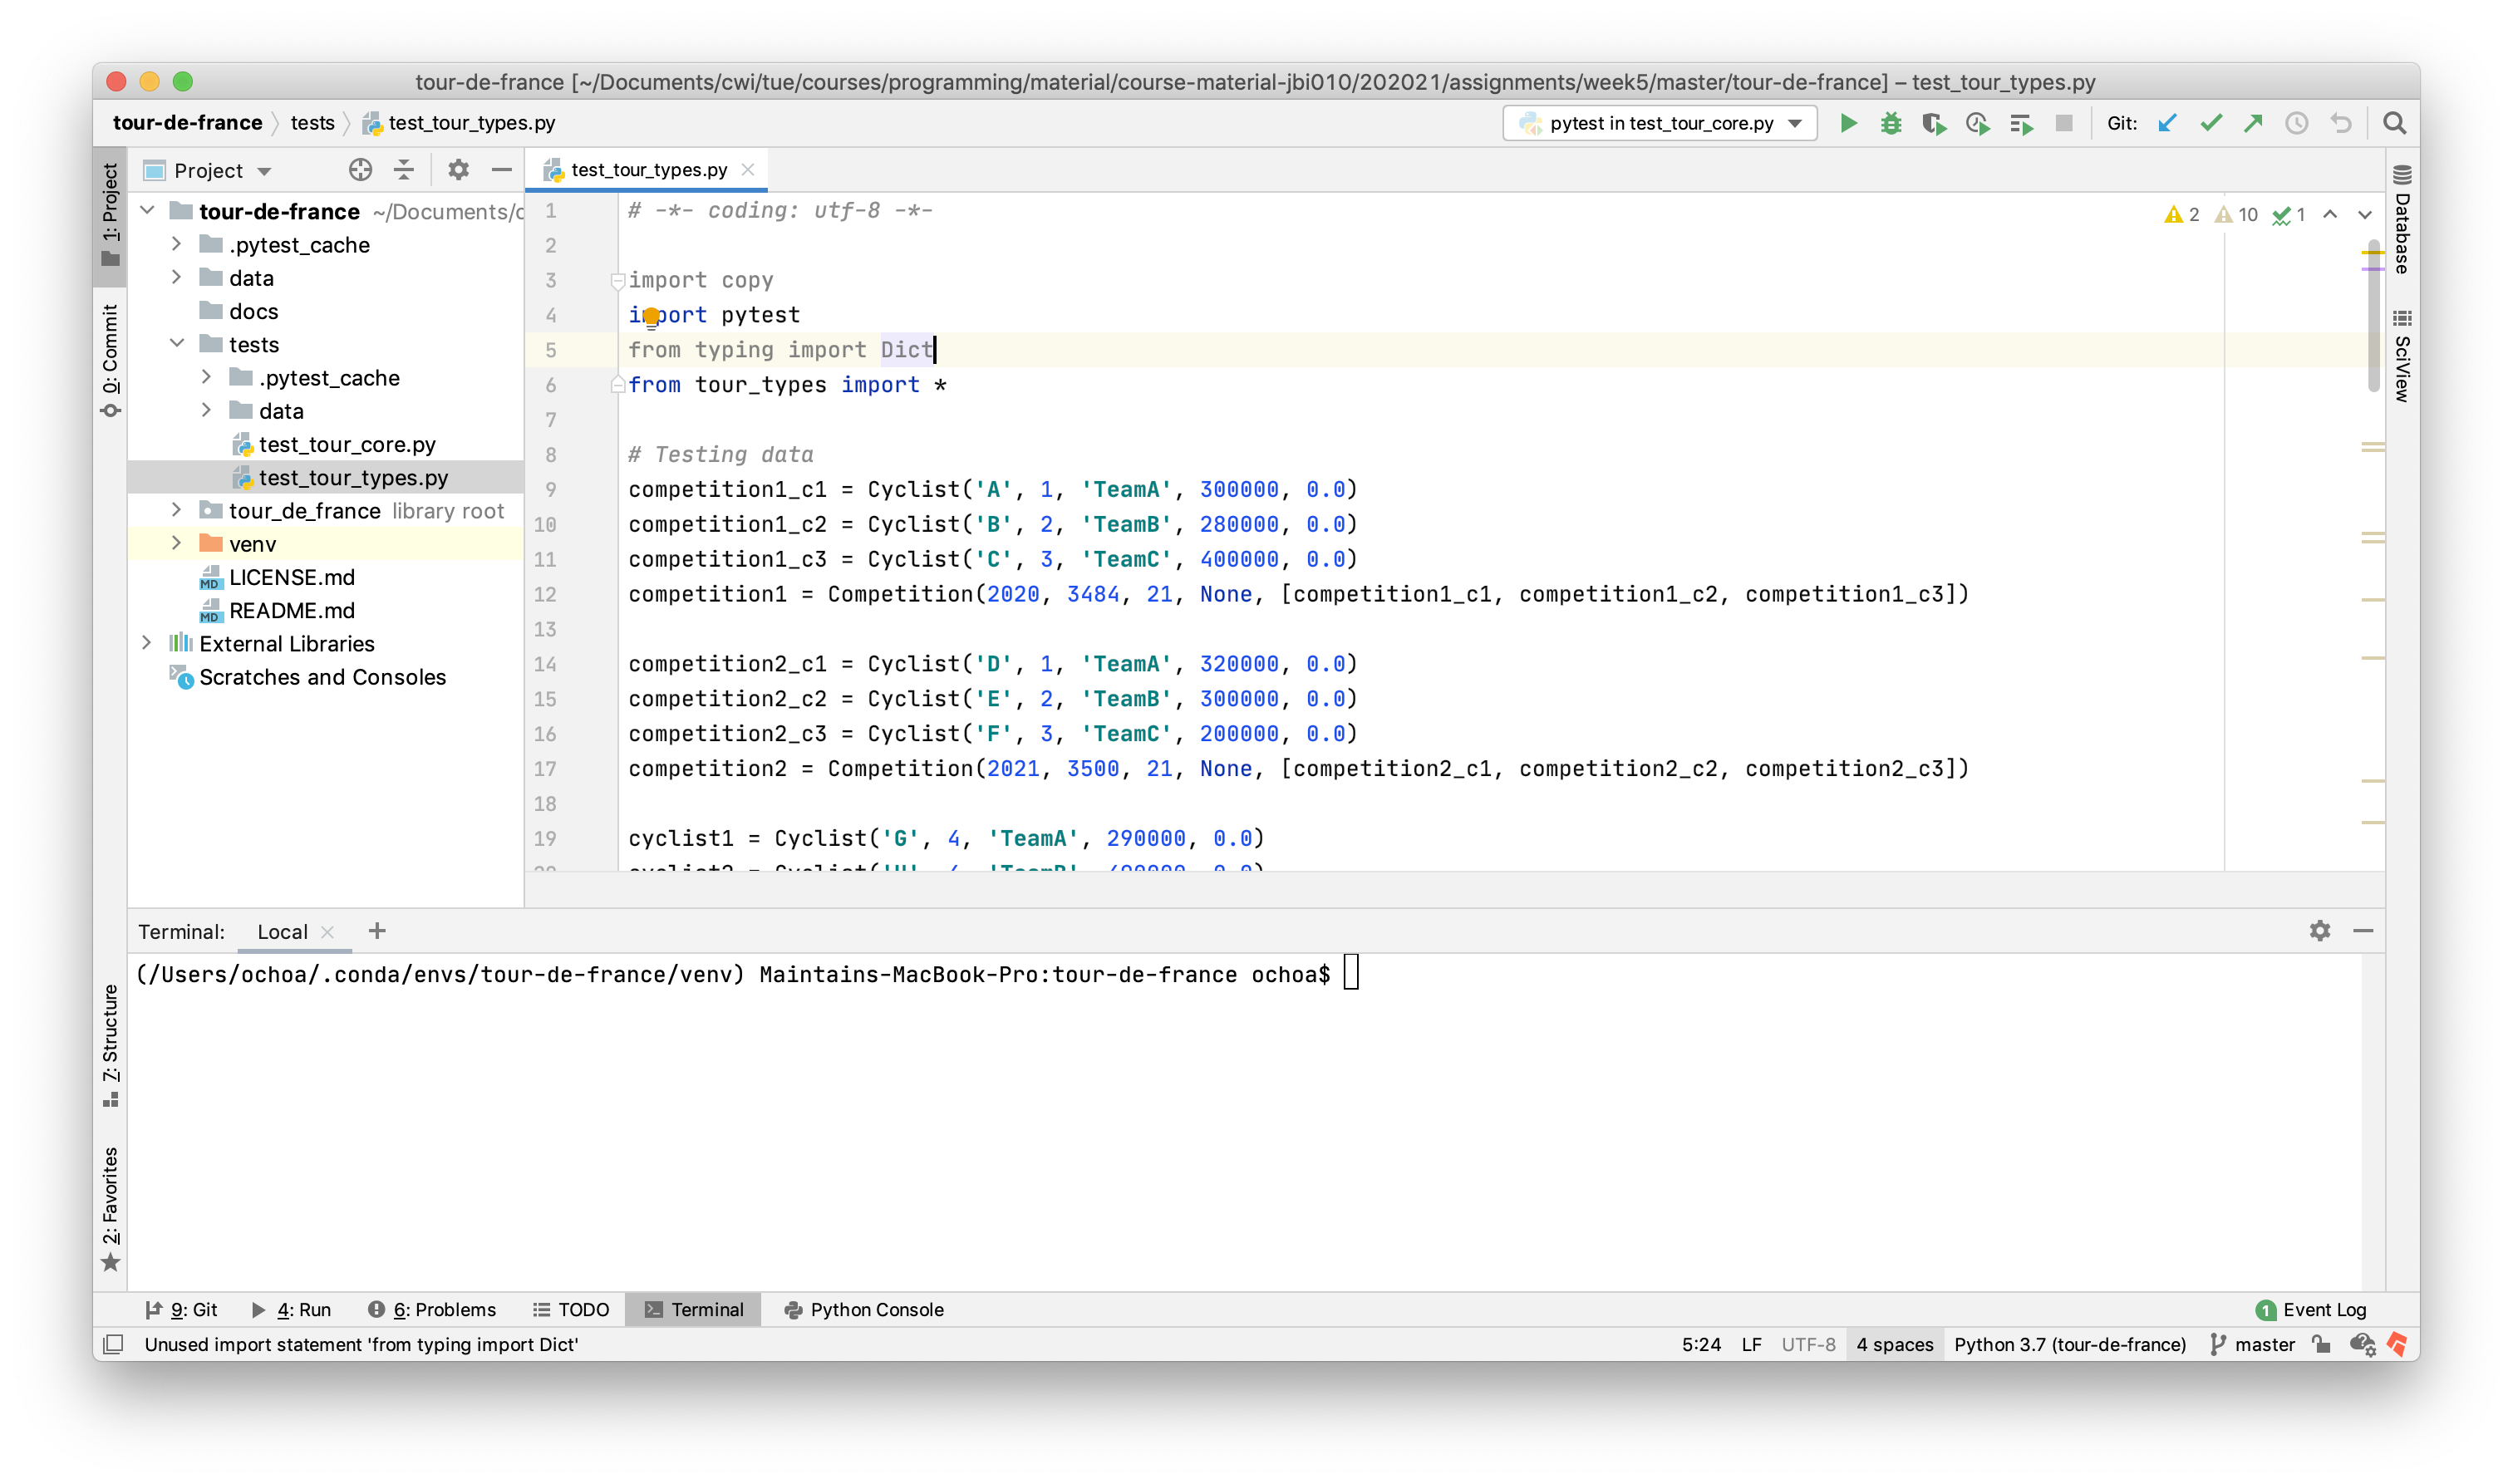 tour-de-france [~/Documents/cwi/tue/courses/programming/material/course-material-jbi010/202021/assignments/week5/master/tour-de-france] – test_tour_types.py
tour-de-france tests test_tour_types.py
pytest in test_tour_core.py
Git:
1: Project
0: Commit
7: Structure
2: Favorites
Project
tour-de-france ~/Documents/c
.pytest_cache
data
docs
tests
.pytest_cache
data
test_tour_core.py
test_tour_types.py
tour_de_france library root
venv
MD LICENSE.md
MD README.md
External Libraries
Scratches and Consoles
test_tour_types.py
2 10 1
1 # -*- coding: utf-8 -*-
2
3 import copy
4 import pytest
5 from typing import Dict
6 from tour_types import *
7
8 # Testing data
9 competition1_c1 = Cyclist('A', 1, 'TeamA', 300000, 0.0)
10 competition1_c2 = Cyclist('B', 2, 'TeamB', 280000, 0.0)
11 competition1_c3 = Cyclist('C', 3, 'TeamC', 400000, 0.0)
12 competition1 = Competition(2020, 3484, 21, None, [competition1_c1, competition1_c2, competition1_c3])
13
14 competition2_c1 = Cyclist('D', 1, 'TeamA', 320000, 0.0)
15 competition2_c2 = Cyclist('E', 2, 'TeamB', 300000, 0.0)
16 competition2_c3 = Cyclist('F', 3, 'TeamC', 200000, 0.0)
17 competition2 = Competition(2021, 3500, 21, None, [competition2_c1, competition2_c2, competition2_c3])
18
19 cyclist1 = Cyclist('G', 4, 'TeamA', 290000, 0.0)
Database
SciView
Terminal: Local
(/Users/ochoa/.conda/envs/tour-de-france/venv) Maintains-MacBook-Pro:tour-de-france ochoa$
9: Git 4: Run 6: Problems TODO Terminal Python Console 1 Event Log
Unused import statement 'from typing import Dict' 5:24 LF UTF-8 4 spaces Python 3.7 (tour-de-france) master